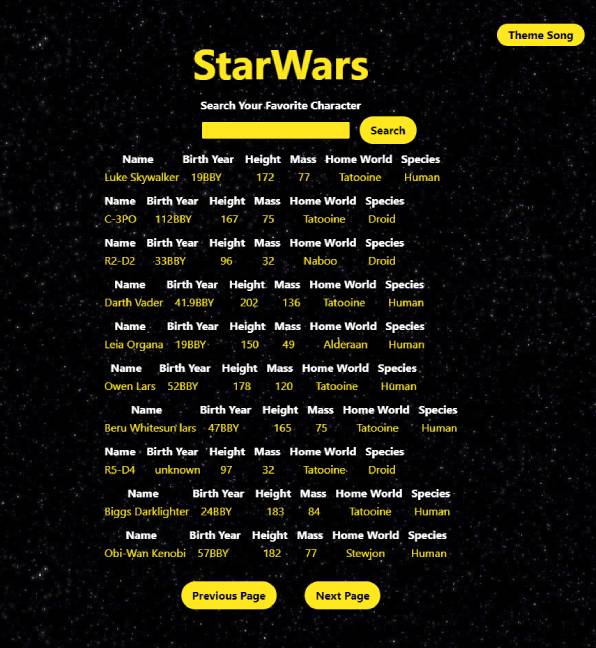 Theme Song
StarWars
Search Your Favorite Character
Search
Name Birth Year Height Mass Home World Species
Luke Skywalker 19BBY 172 77 Tatooine Human
Name Birth Year Height Mass Home World Species
C-3PO 112BBY 167 75 Tatooine Droid
Name Birth Year Height Mass Home World Species
R2-D2 33BBY 96 32 Naboo Droid
Name Birth Year Height Mass Home World Species
Darth Vader 41.9BBY 202 136 Tatooine Human
Name Birth Year Height Mass Home World Species
Leia Organa 19BBY 150 49 Alderaan Human
Name Birth Year Height Mass Home World Species
Owen Lars 52BBY 178 120 Tatooine Human
Name Birth Year Height Mass Home World Species
Beru Whitesun lars 47BBY 165 75 Tatooine Human
Name Birth Year Height Mass Home World Species
R5-D4 unknown 97 32 Tatooine Droid
Name Birth Year Height Mass Home World Species
Biggs Darklighter 24BBY 183 84 Tatooine Human
Name Birth Year Height Mass Home World Species
Obi-Wan Kenobi 57BBY 182 77 Stewjon Human
Previous Page Next Page